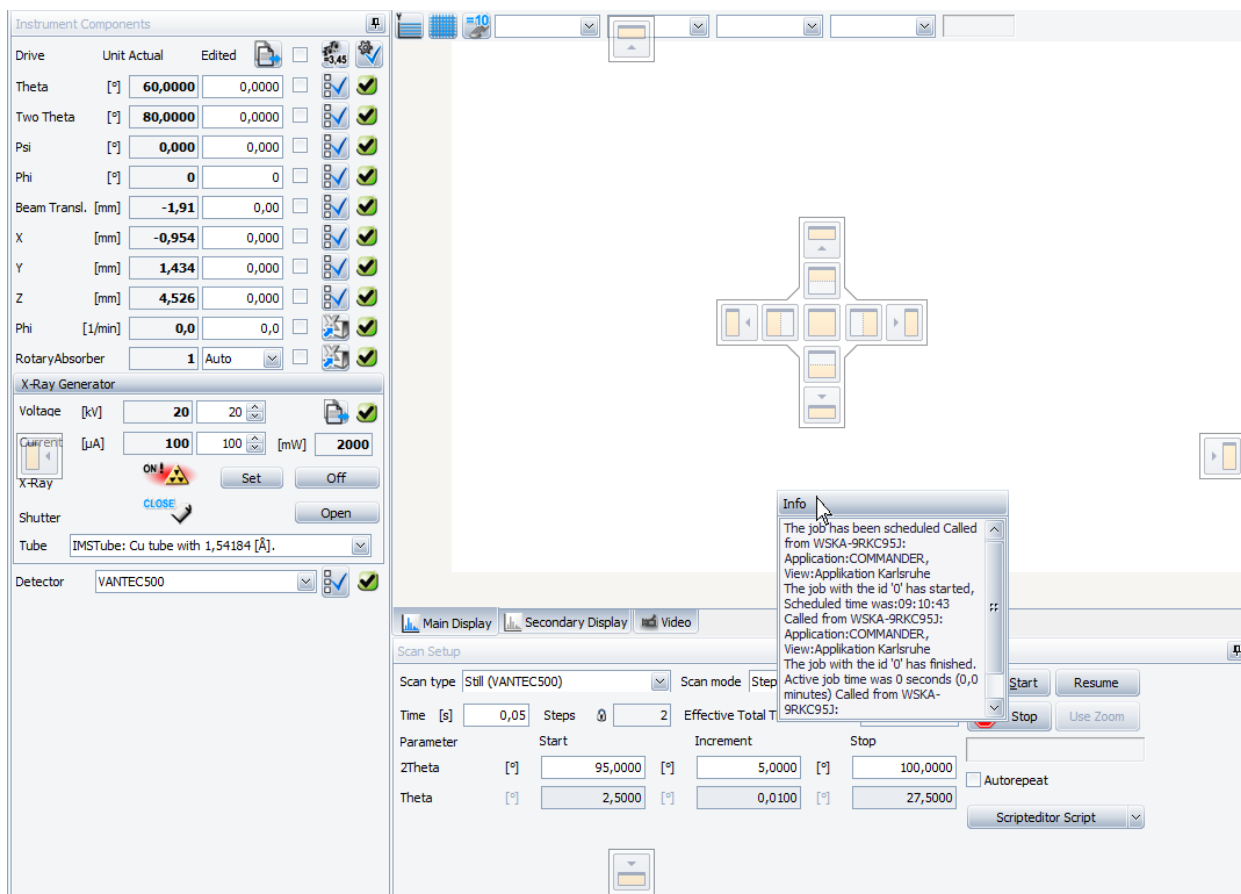 Instrument Components
Y
=10
Drive Unit Actual Edited =3,45
Theta [°] 60,0000 0,0000
Two Theta [°] 80,0000 0,0000
Psi [°] 0,000 0,000
Phi [°] 0 0
Beam Transl. [mm] -1,91 0,00
X [mm] -0,954 0,000
Y [mm] 1,434 0,000
Z [mm] 4,526 0,000
Phi [1/min] 0,0 0,0
RotaryAbsorber 1 Auto
X-Ray Generator
Voltage [kV] 20 20
Current [µA] 100 100 [mW] 2000
X-Ray ON! Set Off
Shutter CLOSE Open
Tube IMSTube: Cu tube with 1,54184 [Å].
Detector VANTEC500
Info
The job has been scheduled Called
from WSKA-9RKC95J:
Application:COMMANDER,
View:Applikation Karlsruhe
The job with the id '0' has started,
Scheduled time was:09:10:43
Called from WSKA-9RKC95J:
Application:COMMANDER,
View:Applikation Karlsruhe
The job with the id '0' has finished.
Active job time was 0 seconds (0,0
minutes) Called from WSKA-
9RKC95J:
Main Display Secondary Display Video
Scan Setup
Scan type Still (VANTEC500) Scan mode Step Start Resume
Time [s] 0,05 Steps 2 Effective Total T Stop Use Zoom
Parameter Start Increment Stop
2Theta [°] 95,0000 [°] 5,0000 [°] 100,0000
Autorepeat
Theta [°] 2,5000 [°] 0,0100 [°] 27,5000
Scripteditor Script